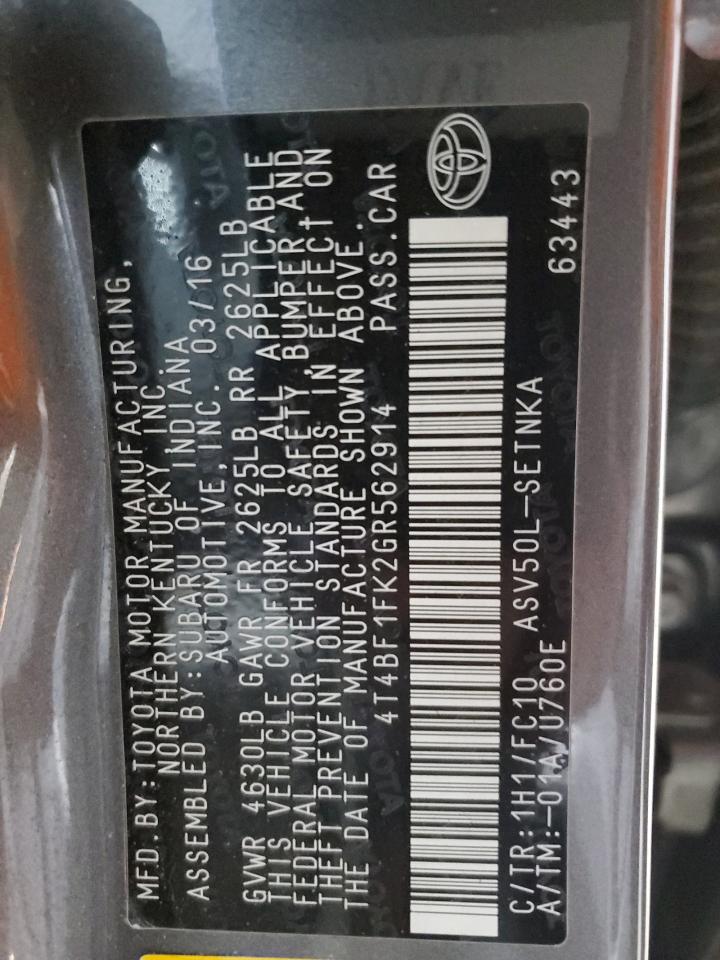 MFD.BY:TOYOTA MOTOR MANUFACTURING,
NORTHERN KENTUCKY INC.
ASSEMBLED BY:SUBARU OF INDIANA
AUTOMOTIVE,INC. 03/16
GVWR 4630LB GAWR FR 2625LB RR 2625LB
THIS VEHICLE CONFORMS TO ALL APPLICABLE
FEDERAL MOTOR VEHICLE SAFETY,BUMPER,AND
THEFT PREVENTION STANDARDS IN EFFECT ON
THE DATE OF MANUFACTURE SHOWN ABOVE.
4T4BF1FK2GR562914 PASS.CAR
C/TR:1H1/FC10 ASV50L-SETNKA
A/TM:-01A/U760E 63443